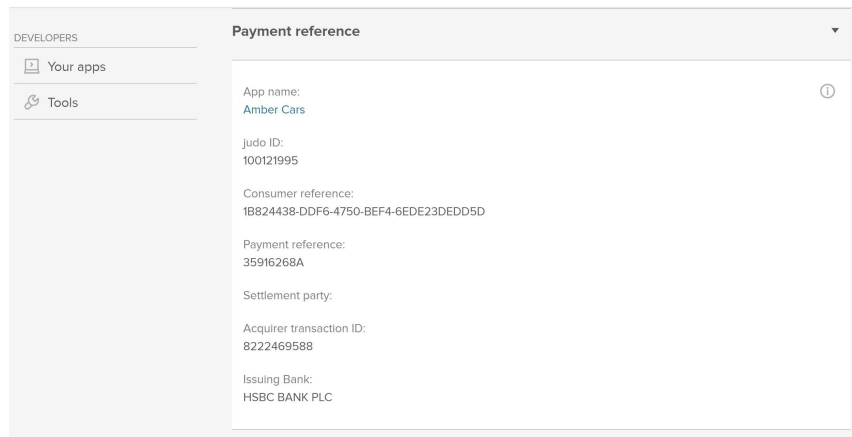 DEVELOPERS
Your apps
Tools
Payment reference
App name:
Amber Cars
judo ID:
100121995
Consumer reference:
1B824438-DDF6-4750-BEF4-6EDE23DEDD5D
Payment reference:
35916268A
Settlement party:
Acquirer transaction ID:
8222469588
Issuing Bank:
HSBC BANK PLC